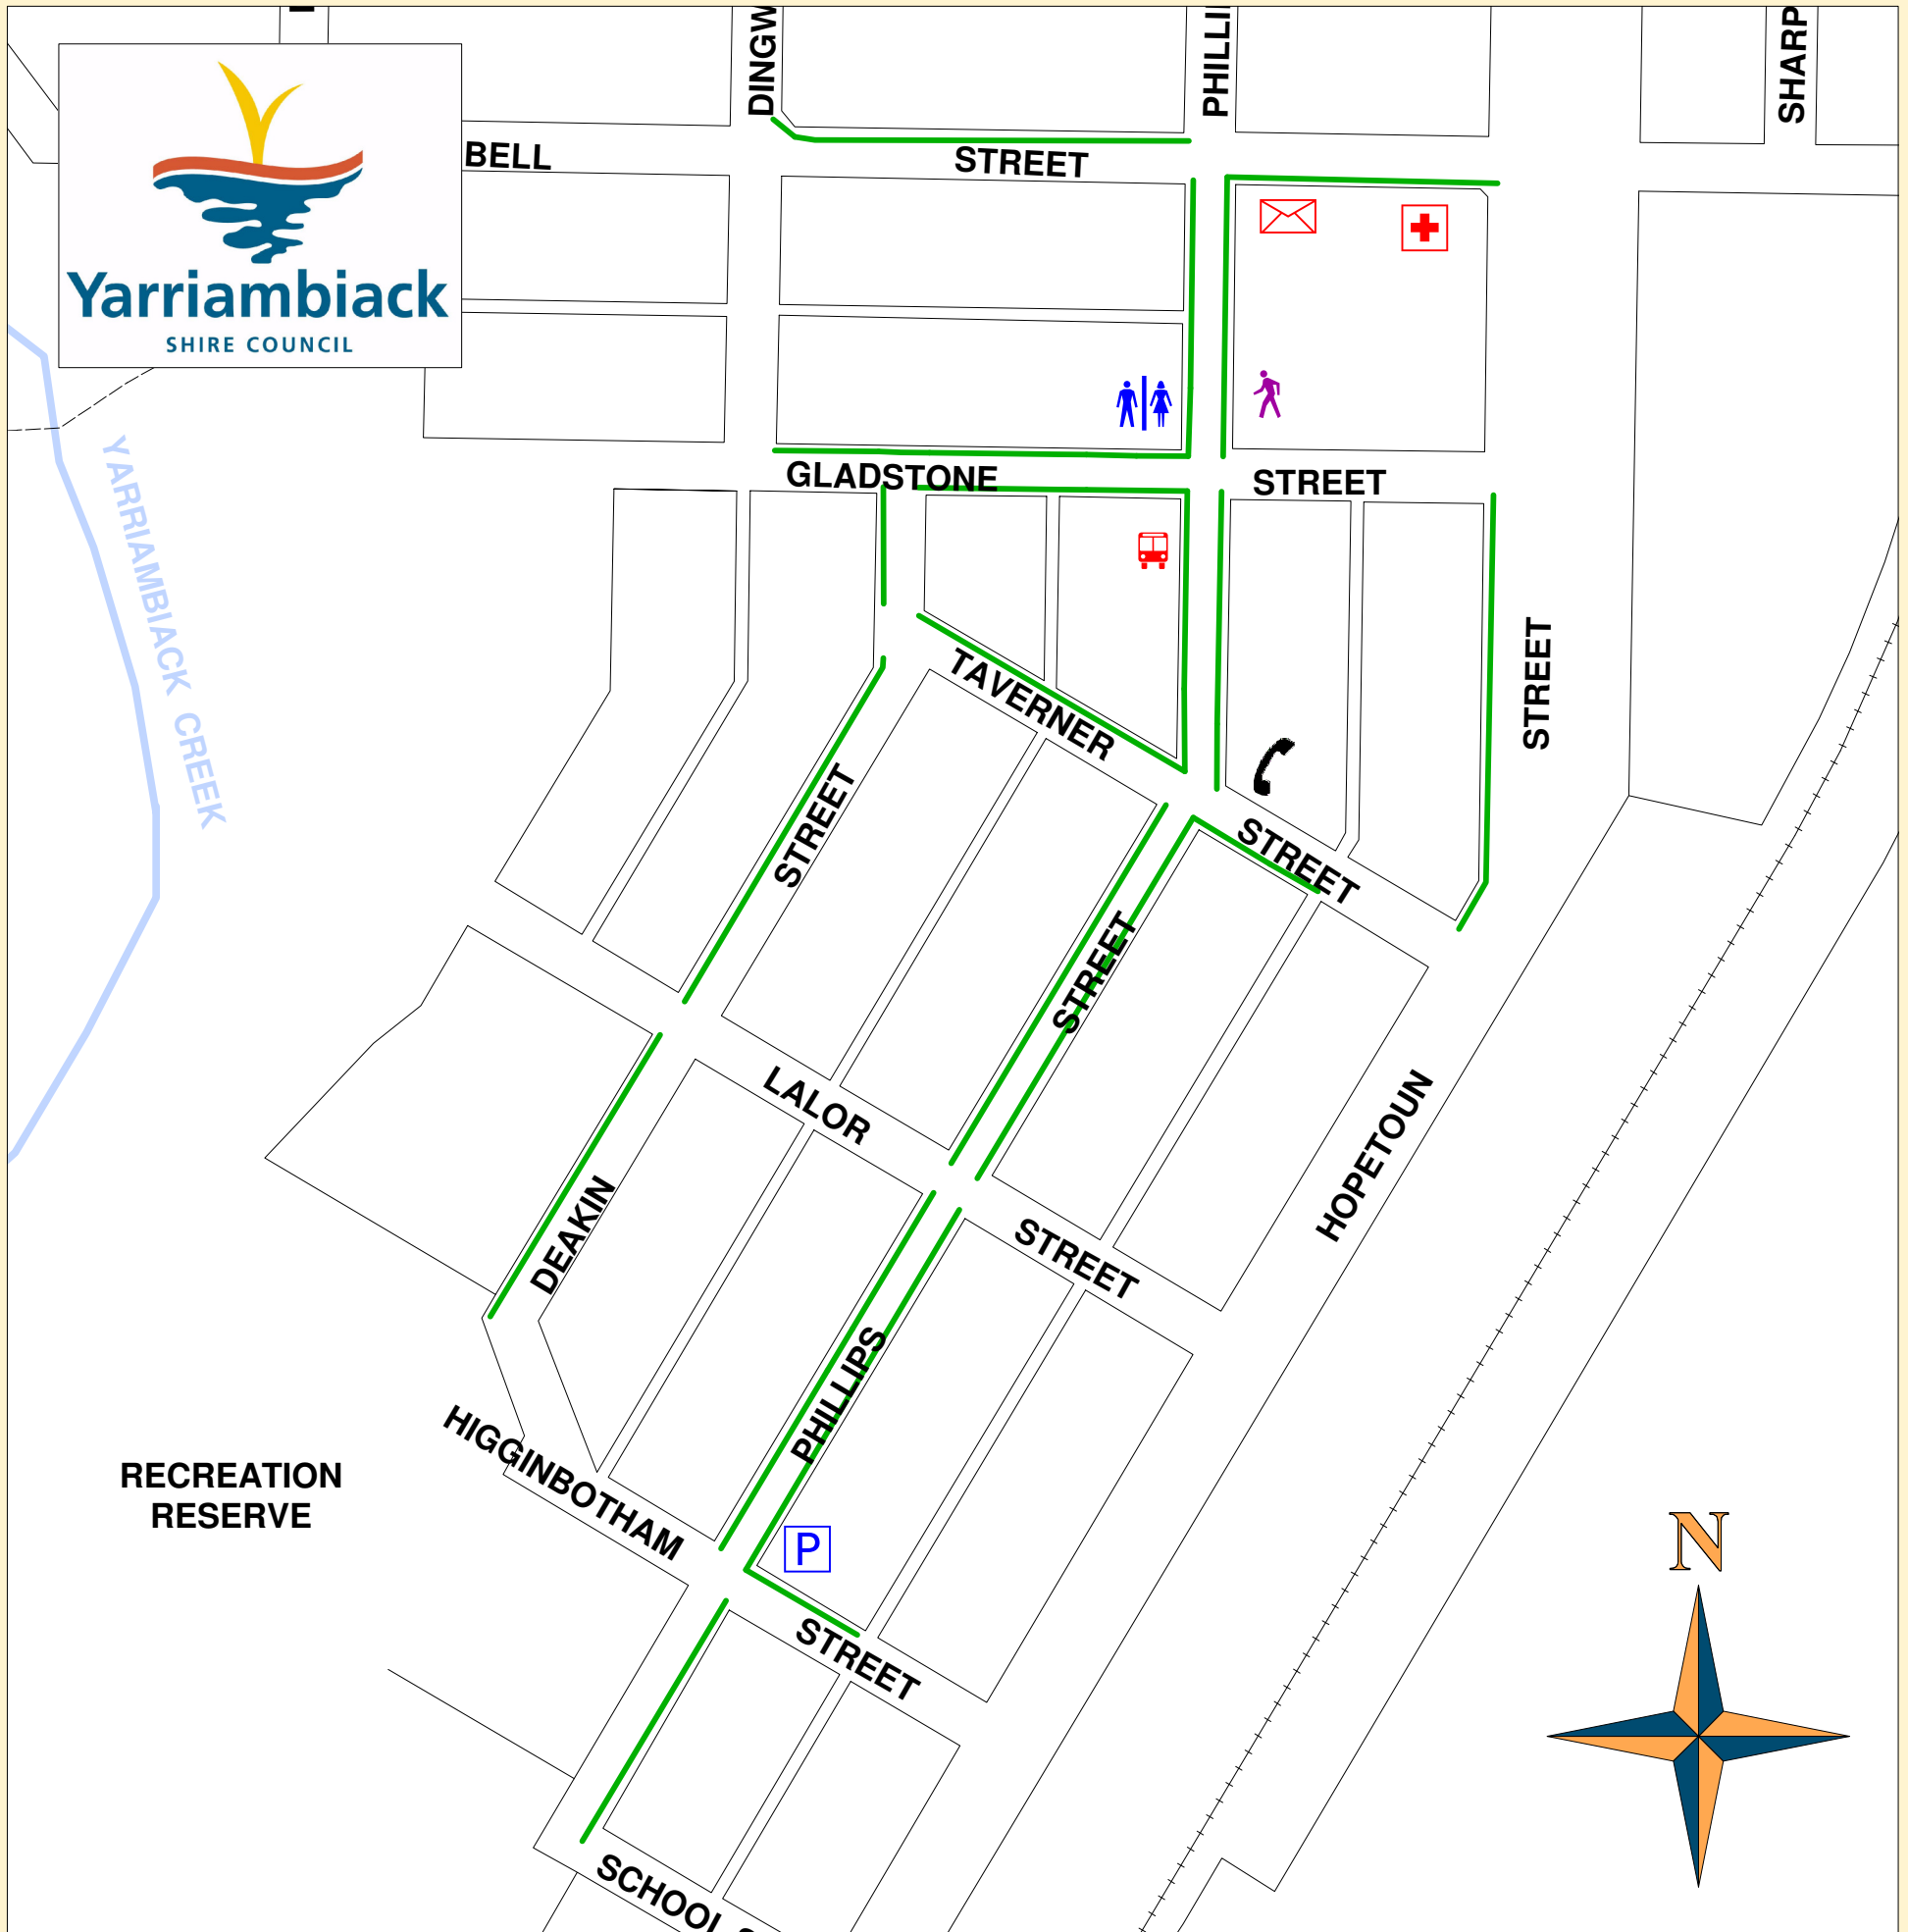 DINGW
PHILLI
SHARP
BELL
STREET
Yarriambiack
SHIRE COUNCIL
GLADSTONE
STREET
YARRIAMBIACK CREEK
STREET
TAVERNER
STREET
STREET
STREET
LALOR
HOPETOUN
DEAKIN
STREET
PHILLIPS
HIGGINBOTHAM
RECREATION
RESERVE
P
N
STREET
SCHOOL